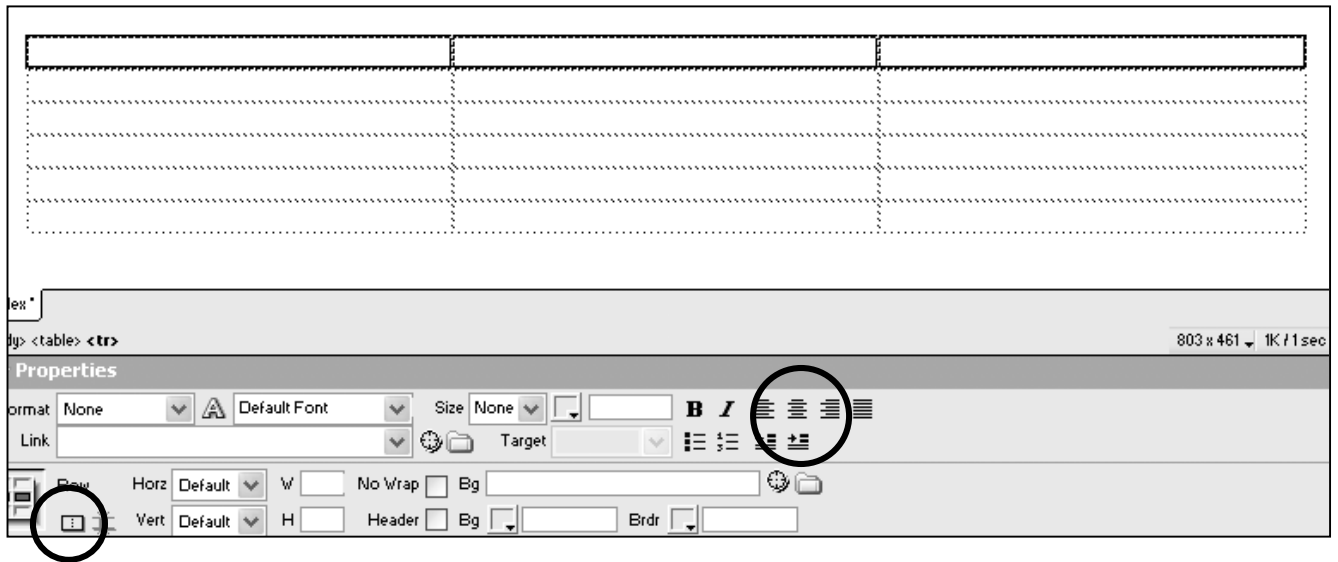 lex*
dy> <table> <tr>
803 x 461 1K / 1 sec
Properties
ormat None Default Font Size None B I
Link Target
Row Horz Default W No Wrap Bg
Vert Default H Header Bg Brdr